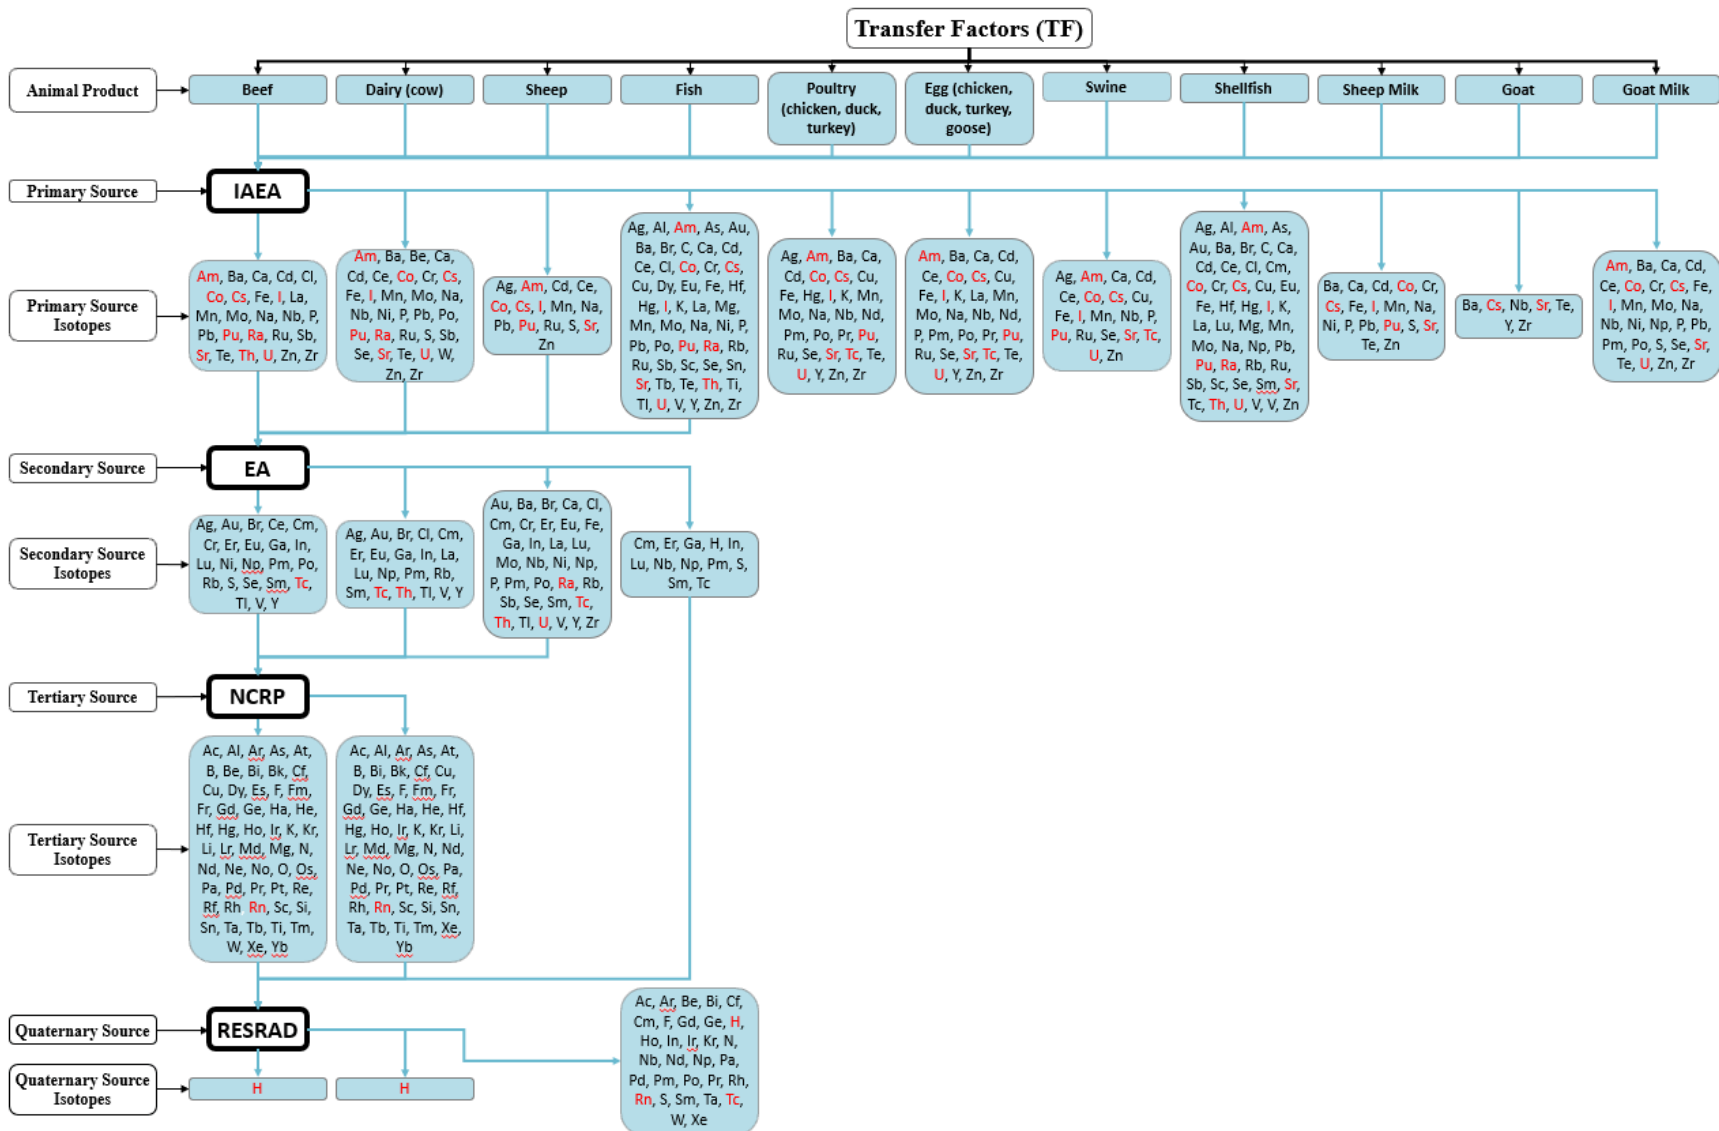 Transfer Factors (TF)
Animal Product
Beef
Dairy (cow)
Sheep
Fish
Poultry
(chicken, duck,
turkey)
Egg (chicken,
duck, turkey,
goose)
Swine
Shellfish
Sheep Milk
Goat
Goat Milk
Primary Source
IAEA
Primary Source
Isotopes
Am, Ba, Ca, Cd, Cl,
Co, Cs, Fe, I, La,
Mn, Mo, Na, Nb, P,
Pb, Pu, Ra, Ru, Sb,
Sr, Te, Th, U, Zn, Zr
Am, Ba, Be, Ca,
Cd, Ce, Co, Cr, Cs,
Fe, I, Mn, Mo, Na,
Nb, Ni, P, Pb, Po,
Pu, Ra, Ru, S, Sb,
Se, Sr, Te, U, W,
Zn, Zr
Ag, Am, Cd, Ce,
Co, Cs, I, Mn, Na,
Pb, Pu, Ru, S, Sr,
Zn
Ag, Al, Am, As, Au,
Ba, Br, C, Ca, Cd,
Ce, Cl, Co, Cr, Cs,
Cu, Dy, Eu, Fe, Hf,
Hg, I, K, La, Mg,
Mn, Mo, Na, Ni, P,
Pb, Po, Pu, Ra, Rb,
Ru, Sb, Sc, Se, Sn,
Sr, Tb, Te, Th, Ti,
Tl, U, V, Y, Zn, Zr
Ag, Am, Ba, Ca,
Cd, Co, Cs, Cu,
Fe, Hg, I, K, Mn,
Mo, Na, Nb, Nd,
Pm, Po, Pr, Pu,
Ru, Se, Sr, Tc, Te,
U, Y, Zn, Zr
Am, Ba, Ca, Cd,
Ce, Co, Cs, Cu,
Fe, I, K, La, Mn,
Mo, Na, Nb, Nd,
P, Pm, Po, Pr, Pu,
Ru, Se, Sr, Tc, Te,
U, Y, Zn, Zr
Ag, Am, Ca, Cd,
Ce, Co, Cs, Cu,
Fe, I, Mn, Nb, P,
Pu, Ru, Se, Sr, Tc,
U, Zn
Ag, Al, Am, As,
Au, Ba, Br, C, Ca,
Cd, Ce, Cl, Cm,
Co, Cr, Cs, Cu, Eu,
Fe, Hf, Hg, I, K,
La, Lu, Mg, Mn,
Mo, Na, Np, Pb,
Pu, Ra, Rb, Ru,
Sb, Sc, Se, Sm, Sr,
Tc, Th, U, V, V, Zn
Ba, Ca, Cd, Co, Cr,
Cs, Fe, I, Mn, Na,
Ni, P, Pb, Pu, S, Sr,
Te, Zn
Ba, Cs, Nb, Sr, Te,
Y, Zr
Am, Ba, Ca, Cd,
Ce, Co, Cr, Cs, Fe,
I, Mn, Mo, Na,
Nb, Ni, Np, P, Pb,
Pm, Po, S, Se, Sr,
Te, U, Zn, Zr
Secondary Source
EA
Secondary Source
Isotopes
Ag, Au, Br, Ce, Cm,
Cr, Er, Eu, Ga, In,
Lu, Ni, Np, Pm, Po,
Rb, S, Se, Sm, Tc,
Tl, V, Y
Ag, Au, Br, Cl, Cm,
Er, Eu, Ga, In, La,
Lu, Np, Pm, Rb,
Sm, Tc, Th, Tl, V, Y
Au, Ba, Br, Ca, Cl,
Cm, Cr, Er, Eu, Fe,
Ga, In, La, Lu,
Mo, Nb, Ni, Np,
P, Pm, Po, Ra, Rb,
Sb, Se, Sm, Tc,
Th, Tl, U, V, Y, Zr
Cm, Er, Ga, H, In,
Lu, Nb, Np, Pm, S,
Sm, Tc
Tertiary Source
NCRP
Tertiary Source
Isotopes
Ac, Al, Ar, As, At,
B, Be, Bi, Bk, Cf,
Cu, Dy, Es, F, Fm,
Fr, Gd, Ge, Ha, He,
Hf, Hg, Ho, Ir, K, Kr,
Li, Lr, Md, Mg, N,
Nd, Ne, No, O, Os,
Pa, Pd, Pr, Pt, Re,
Rf, Rh, Rn, Sc, Si,
Sn, Ta, Tb, Ti, Tm,
W, Xe, Yb
Ac, Al, Ar, As, At,
B, Bi, Bk, Cf, Cu,
Dy, Es, F, Fm, Fr,
Gd, Ge, Ha, He, Hf,
Hg, Ho, Ir, K, Kr, Li,
Lr, Md, Mg, N, Nd,
Ne, No, O, Os, Pa,
Pd, Pr, Pt, Re, Rf,
Rh, Rn, Sc, Si, Sn,
Ta, Tb, Ti, Tm, Xe,
Yb
Quaternary Source
RESRAD
Quaternary Source
Isotopes
H
H
Ac, Ar, Be, Bi, Cf,
Cm, F, Gd, Ge, H,
Ho, In, Ir, Kr, N,
Nb, Nd, Np, Pa,
Pd, Pm, Po, Pr, Rh,
Rn, S, Sm, Ta, Tc,
W, Xe